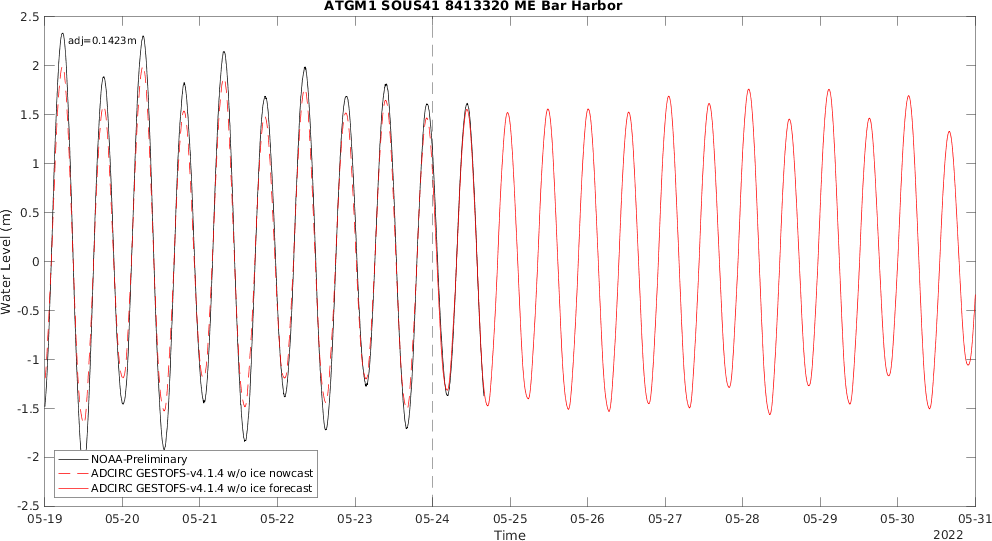 ATGM1 SOUS41 8413320 ME Bar Harbor
adj=0.1423m
2.5
2
1.5
1
0.5
0
-0.5
-1
-1.5
-2
-2.5
Water Level (m)
NOAA-Preliminary
ADCIRC GESTOFS-v4.1.4 w/o ice nowcast
ADCIRC GESTOFS-v4.1.4 w/o ice forecast
05-19 05-20 05-21 05-22 05-23 05-24 05-25 05-26 05-27 05-28 05-29 05-30 05-31
Time
2022